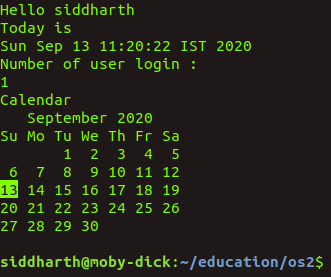 Hello siddharth
Today is
Sun Sep 13 11:20:22 IST 2020
Number of user login :
1
Calendar
   September 2020
Su Mo Tu We Th Fr Sa
       1  2  3  4  5
 6  7  8  9 10 11 12
13 14 15 16 17 18 19
20 21 22 23 24 25 26
27 28 29 30
siddharth@moby-dick:~/education/os2$